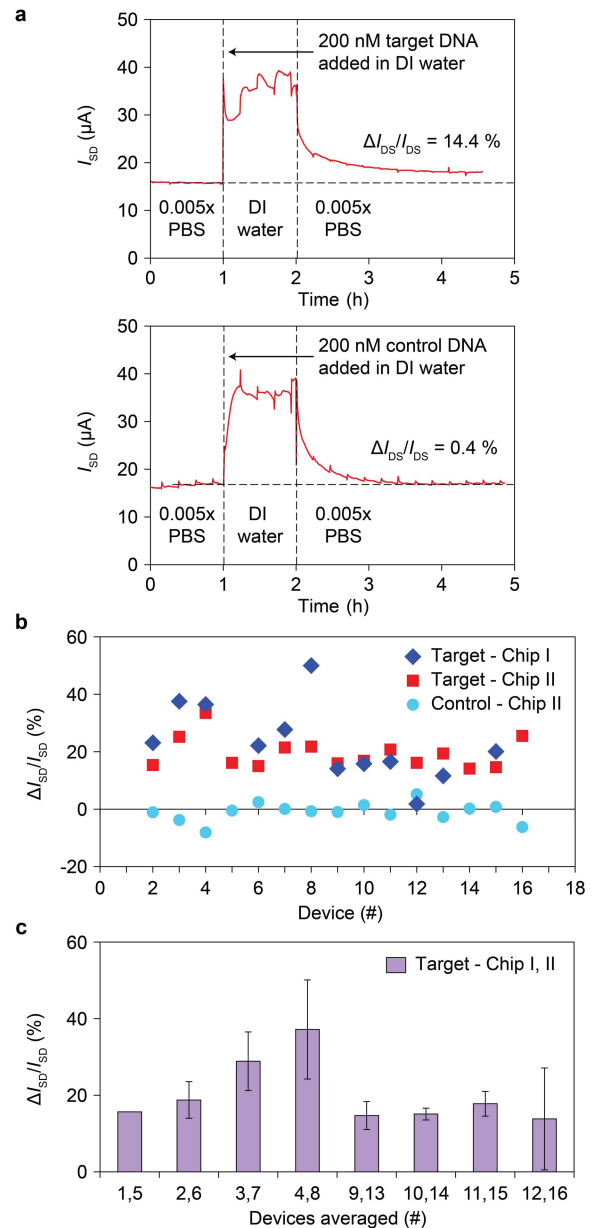 a
50
40
30
20
10
0
I_SD (μA)
200 nM target DNA
added in DI water
ΔI_DS/I_DS = 14.4 %
0.005x
PBS
DI
water
0.005x
PBS
0 1 2 3 4 5
Time (h)
50
40
30
20
10
0
I_SD (μA)
200 nM control DNA
added in DI water
ΔI_DS/I_DS = 0.4 %
0.005x
PBS
DI
water
0.005x
PBS
0 1 2 3 4 5
Time (h)
b
60
40
20
0
-20
ΔI_SD/I_SD (%)
Target - Chip I
Target - Chip II
Control - Chip II
0 2 4 6 8 10 12 14 16 18
Device (#)
c
60
40
20
0
ΔI_SD/I_SD (%)
Target - Chip I, II
1,5 2,6 3,7 4,8 9,13 10,14 11,15 12,16
Devices averaged (#)